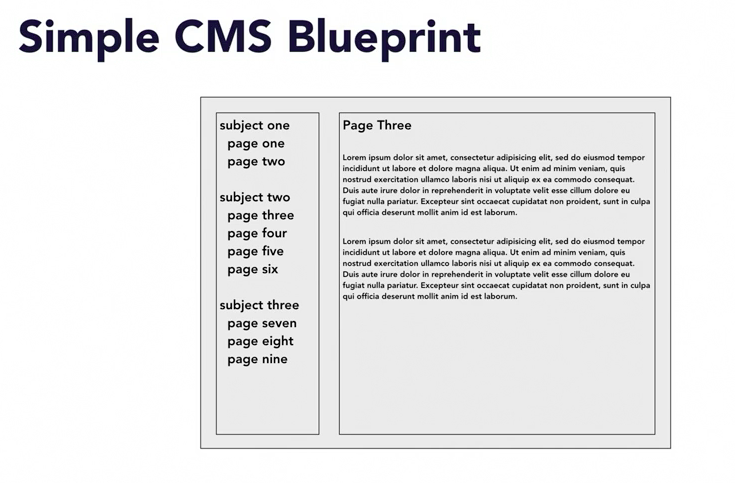 Simple CMS Blueprint
subject one
page one
page two
subject two
page three
page four
page five
page six
subject three
page seven
page eight
page nine
Page Three
Lorem ipsum dolor sit amet, consectetur adipisicing elit, sed do eiusmod tempor
incididunt ut labore et dolore magna aliqua. Ut enim ad minim veniam, quis
nostrud exercitation ullamco laboris nisi ut aliquip ex ea commodo consequat.
Duis aute irure dolor in reprehenderit in voluptate velit esse cillum dolore eu
fugiat nulla pariatur. Excepteur sint occaecat cupidatat non proident, sunt in culpa
qui officia deserunt mollit anim id est laborum.
Lorem ipsum dolor sit amet, consectetur adipisicing elit, sed do eiusmod tempor
incididunt ut labore et dolore magna aliqua. Ut enim ad minim veniam, quis
nostrud exercitation ullamco laboris nisi ut aliquip ex ea commodo consequat.
Duis aute irure dolor in reprehenderit in voluptate velit esse cillum dolore eu
fugiat nulla pariatur. Excepteur sint occaecat cupidatat non proident, sunt in culpa
qui officia deserunt mollit anim id est laborum.